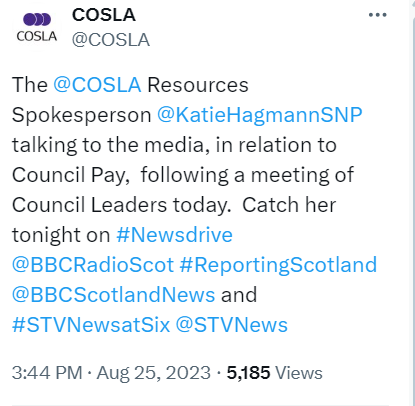 COSLA
COSLA
@COSLA
The @COSLA Resources
Spokesperson @KatieHagmannSNP
talking to the media, in relation to
Council Pay,  following a meeting of
Council Leaders today.  Catch her
tonight on #Newsdrive
@BBCRadioScot #ReportingScotland
@BBCScotlandNews and
#STVNewsatSix @STVNews
3:44 PM · Aug 25, 2023 · 5,185 Views